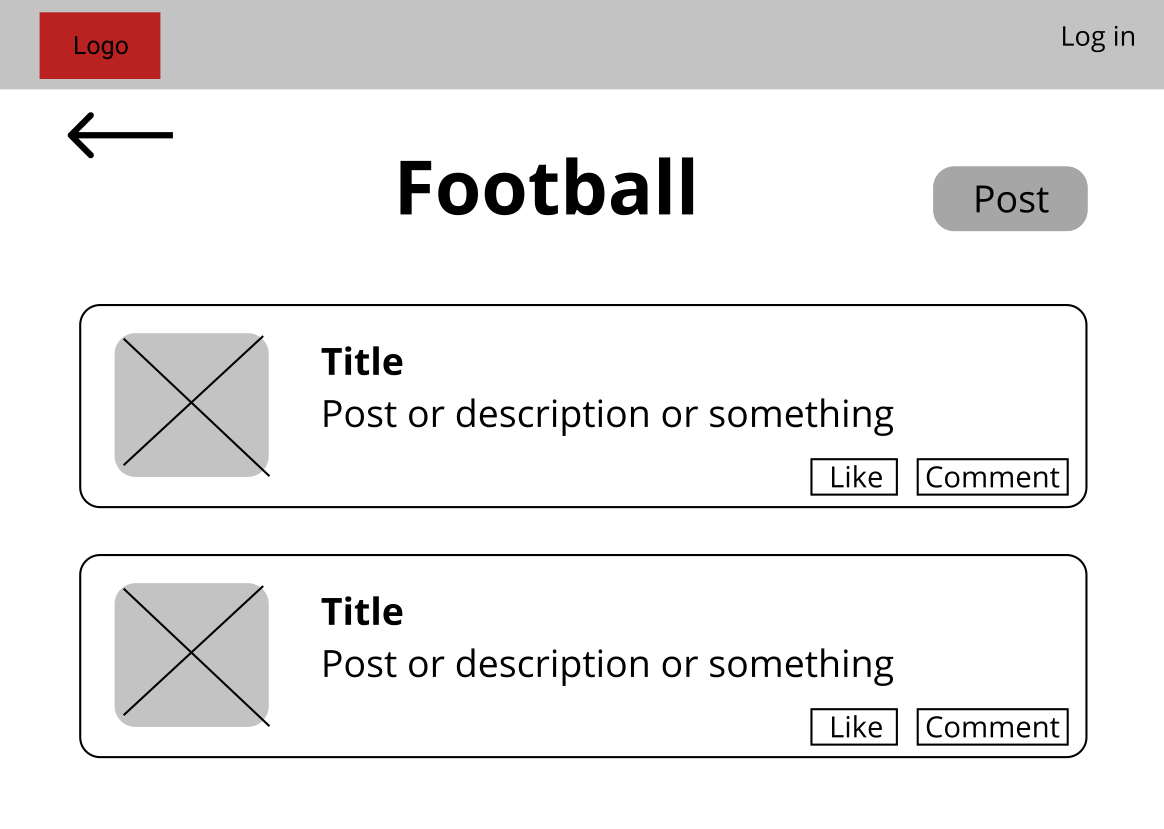 Logo
Log in
Football
Post
Title
Post or description or something
Like
Comment
Title
Post or description or something
Like
Comment